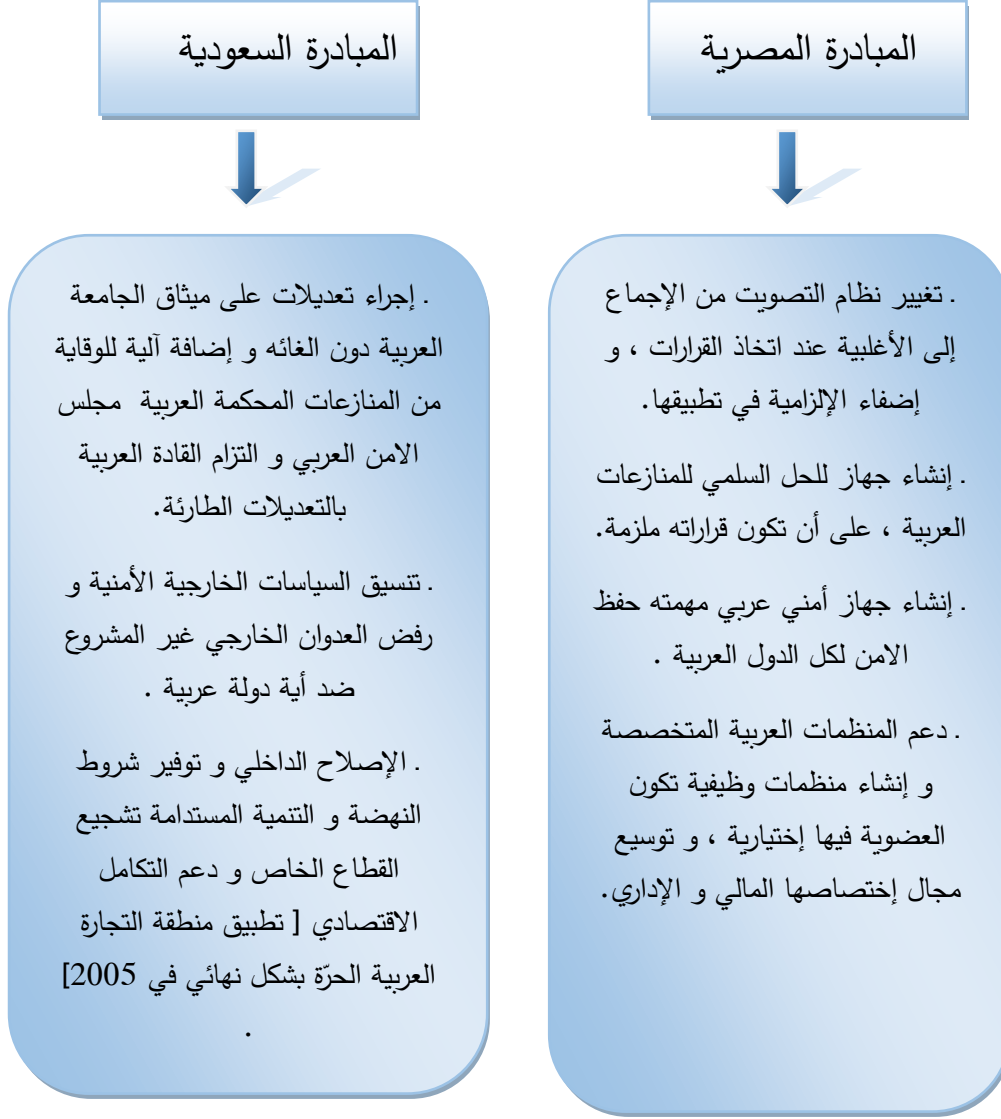 المبادرة المصرية
. تغيير نظام التصويت من الإجماع
إلى الأغلبية عند اتخاذ القرارات ، و
إضفاء الإلزامية في تطبيقها.
. إنشاء جهاز للحل السلمي للمنازعات
العربية ، على أن تكون قراراته ملزمة.
. إنشاء جهاز أمني عربي مهمته حفظ
الامن لكل الدول العربية .
. دعم المنظمات العربية المتخصصة
و إنشاء منظمات وظيفية تكون
العضوية فيها إختيارية ، و توسيع
مجال إختصاصها المالي و الإداري.
المبادرة السعودية
. إجراء تعديلات على ميثاق الجامعة
العربية دون الغائه و إضافة آلية للوقاية
من المنازعات المحكمة العربية مجلس
الامن العربي و التزام القادة العربية
بالتعديلات الطارئة.
. تتسيق السياسات الخارجية الأمنية و
رفض العدوان الخارجي غير المشروع
ضد أية دولة عربية .
. الإصلاح الداخلي و توفير شروط
النهضة و التنمية المستدامة تشجيع
القطاع الخاص و دعم التكامل
الاقتصادي [ تطبيق منطقة التجارة
العربية الحرّة بشكل نهائي في 2005]
.